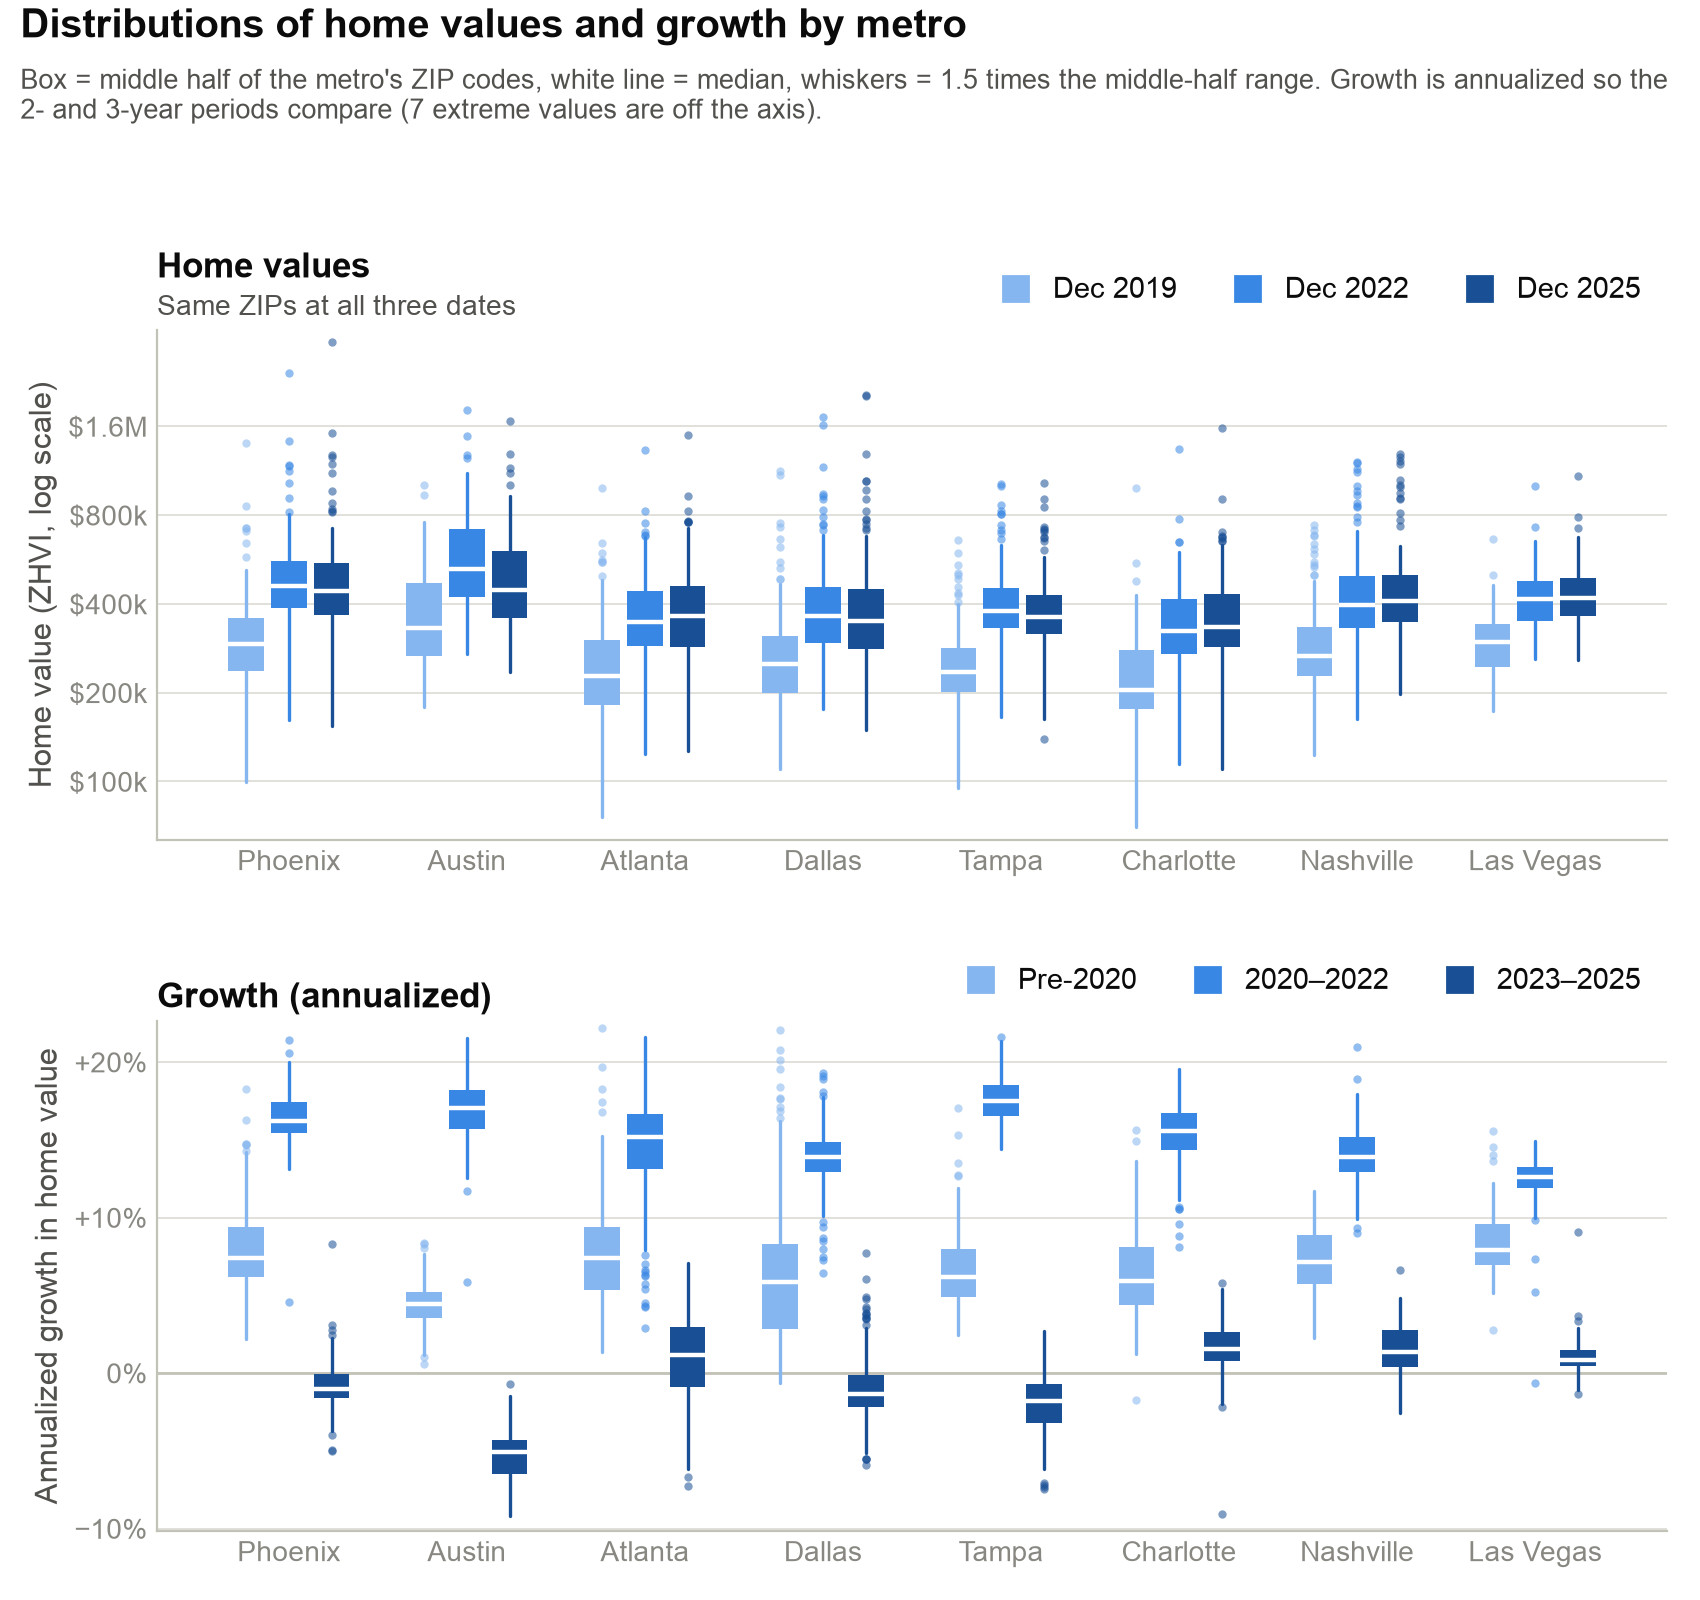 Distributions of home values and growth by metro
Box = middle half of the metro's ZIP codes, white line = median, whiskers = 1.5 times the middle-half range. Growth is annualized so the
2- and 3-year periods compare (7 extreme values are off the axis).
Home values
Same ZIPs at all three dates
Dec 2019
Dec 2022
Dec 2025
Home value (ZHVI, log scale)
$1.6M
$800k
$400k
$200k
$100k
Phoenix
Austin
Atlanta
Dallas
Tampa
Charlotte
Nashville
Las Vegas
Growth (annualized)
Pre-2020
2020–2022
2023–2025
Annualized growth in home value
+20%
+10%
0%
−10%
Phoenix
Austin
Atlanta
Dallas
Tampa
Charlotte
Nashville
Las Vegas